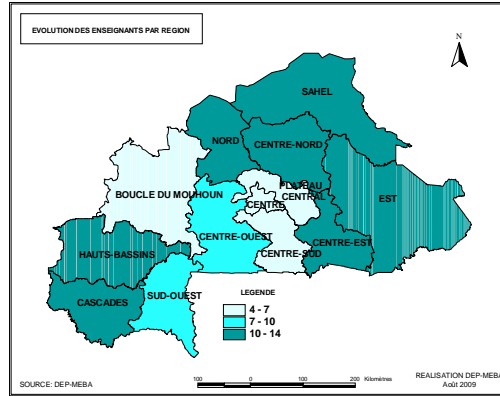 EVOLUTION DES ENSEIGNANTS PAR REGION
N
SAHEL
NORD
CENTRE-NORD
PLATEAU
CENTRAL
BOUCLE DU MOUHOUN
EST
CENTRE
CENTRE-OUEST
CENTRE-EST
CENTRE-SUD
HAUTS-BASSINS
CASCADES
SUD-OUEST
LEGENDE
4 - 7
7 - 10
10 - 14
100 0 100 200 Kilomètres
SOURCE: DEP-MEBA
REALISATION DEP-MEBA
Août 2009